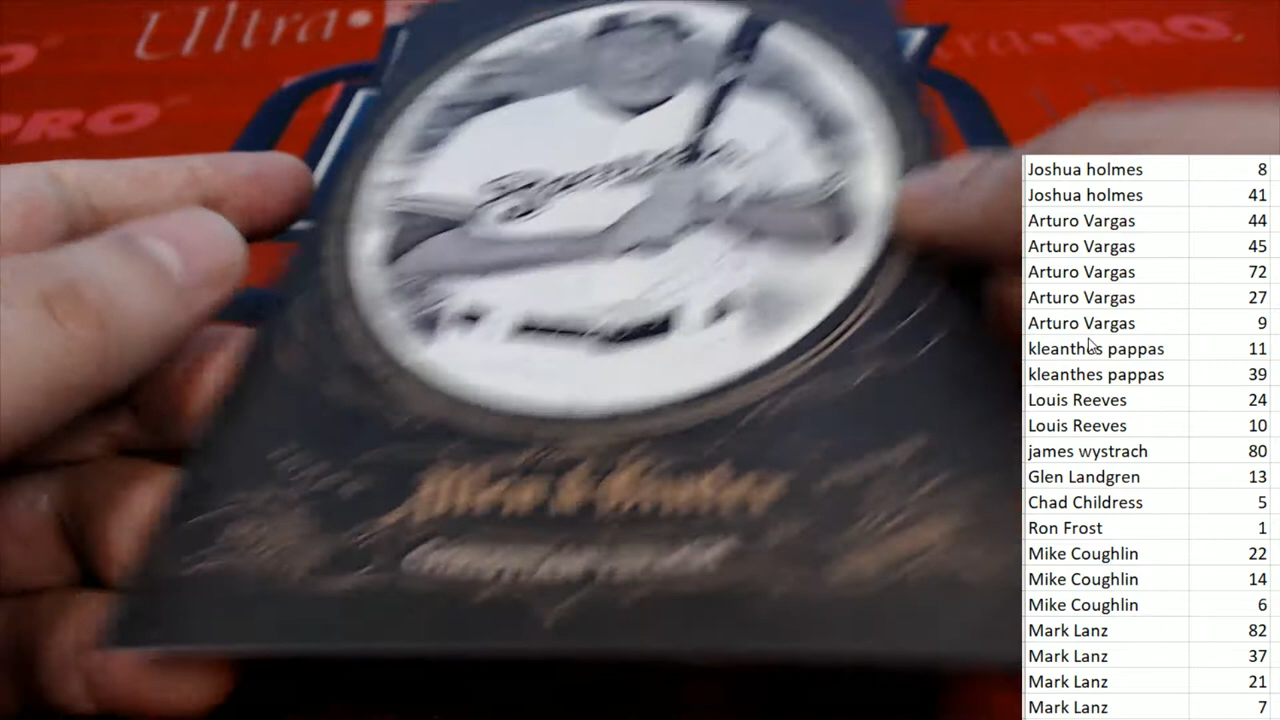 Ultra•
ra•PRO
PRO
Allen & Ginter
Joshua holmes 8
Joshua holmes 41
Arturo Vargas 44
Arturo Vargas 45
Arturo Vargas 72
Arturo Vargas 27
Arturo Vargas 9
kleanthes pappas 11
kleanthes pappas 39
Louis Reeves 24
Louis Reeves 10
james wystrach 80
Glen Landgren 13
Chad Childress 5
Ron Frost 1
Mike Coughlin 22
Mike Coughlin 14
Mike Coughlin 6
Mark Lanz 82
Mark Lanz 37
Mark Lanz 21
Mark Lanz 7